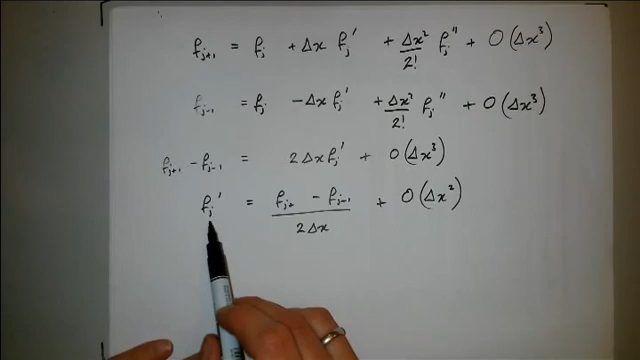 f_{j+1} = f_j + Δx f_j' + Δx²/2! f_j'' + O(Δx³)
f_{j-1} = f_j - Δx f_j' + Δx²/2! f_j'' + O(Δx³)
f_{j+1} - f_{j-1} = 2Δx f_j' + O(Δx³)
f_j' = (f_{j+} - f_{j-1})/2Δx + O(Δx²)